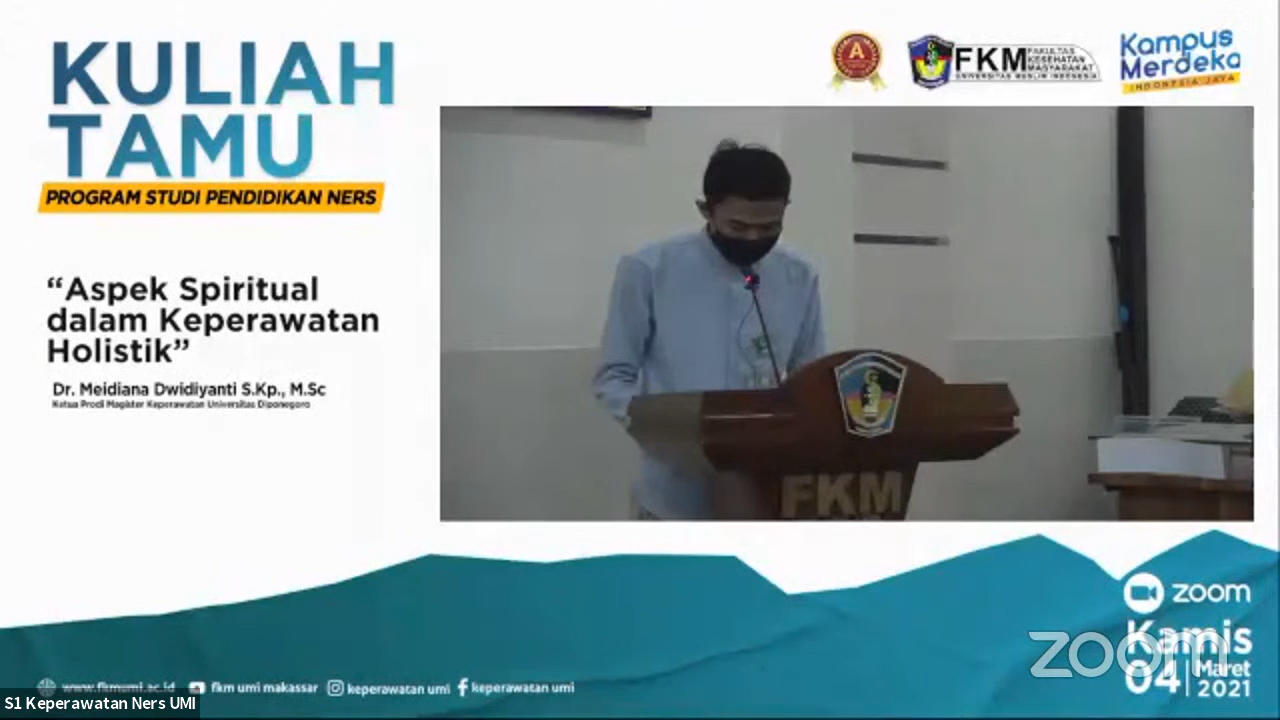 KULIAH
TAMU
PROGRAM STUDI PENDIDIKAN NERS
“Aspek Spiritual
dalam Keperawatan
Holistik”
Dr. Meidiana Dwidiyanti S.Kp., M.Sc
Ketua Prodi Magister Keperawatan Universitas Diponegoro
A
FKM
FAKULTAS
KESEHATAN
MASYARAKAT
UNIVERSITAS MUSLIM INDONESIA
Kampus
Merdeka
INDONESIA JAYA
FKM
zoom
Kamis
04
Maret
2021
zoom
www.fkmumi.ac.id
fkm umi makassar
keperawatan umi
keperawatan umi
S1 Keperawatan Ners UMI